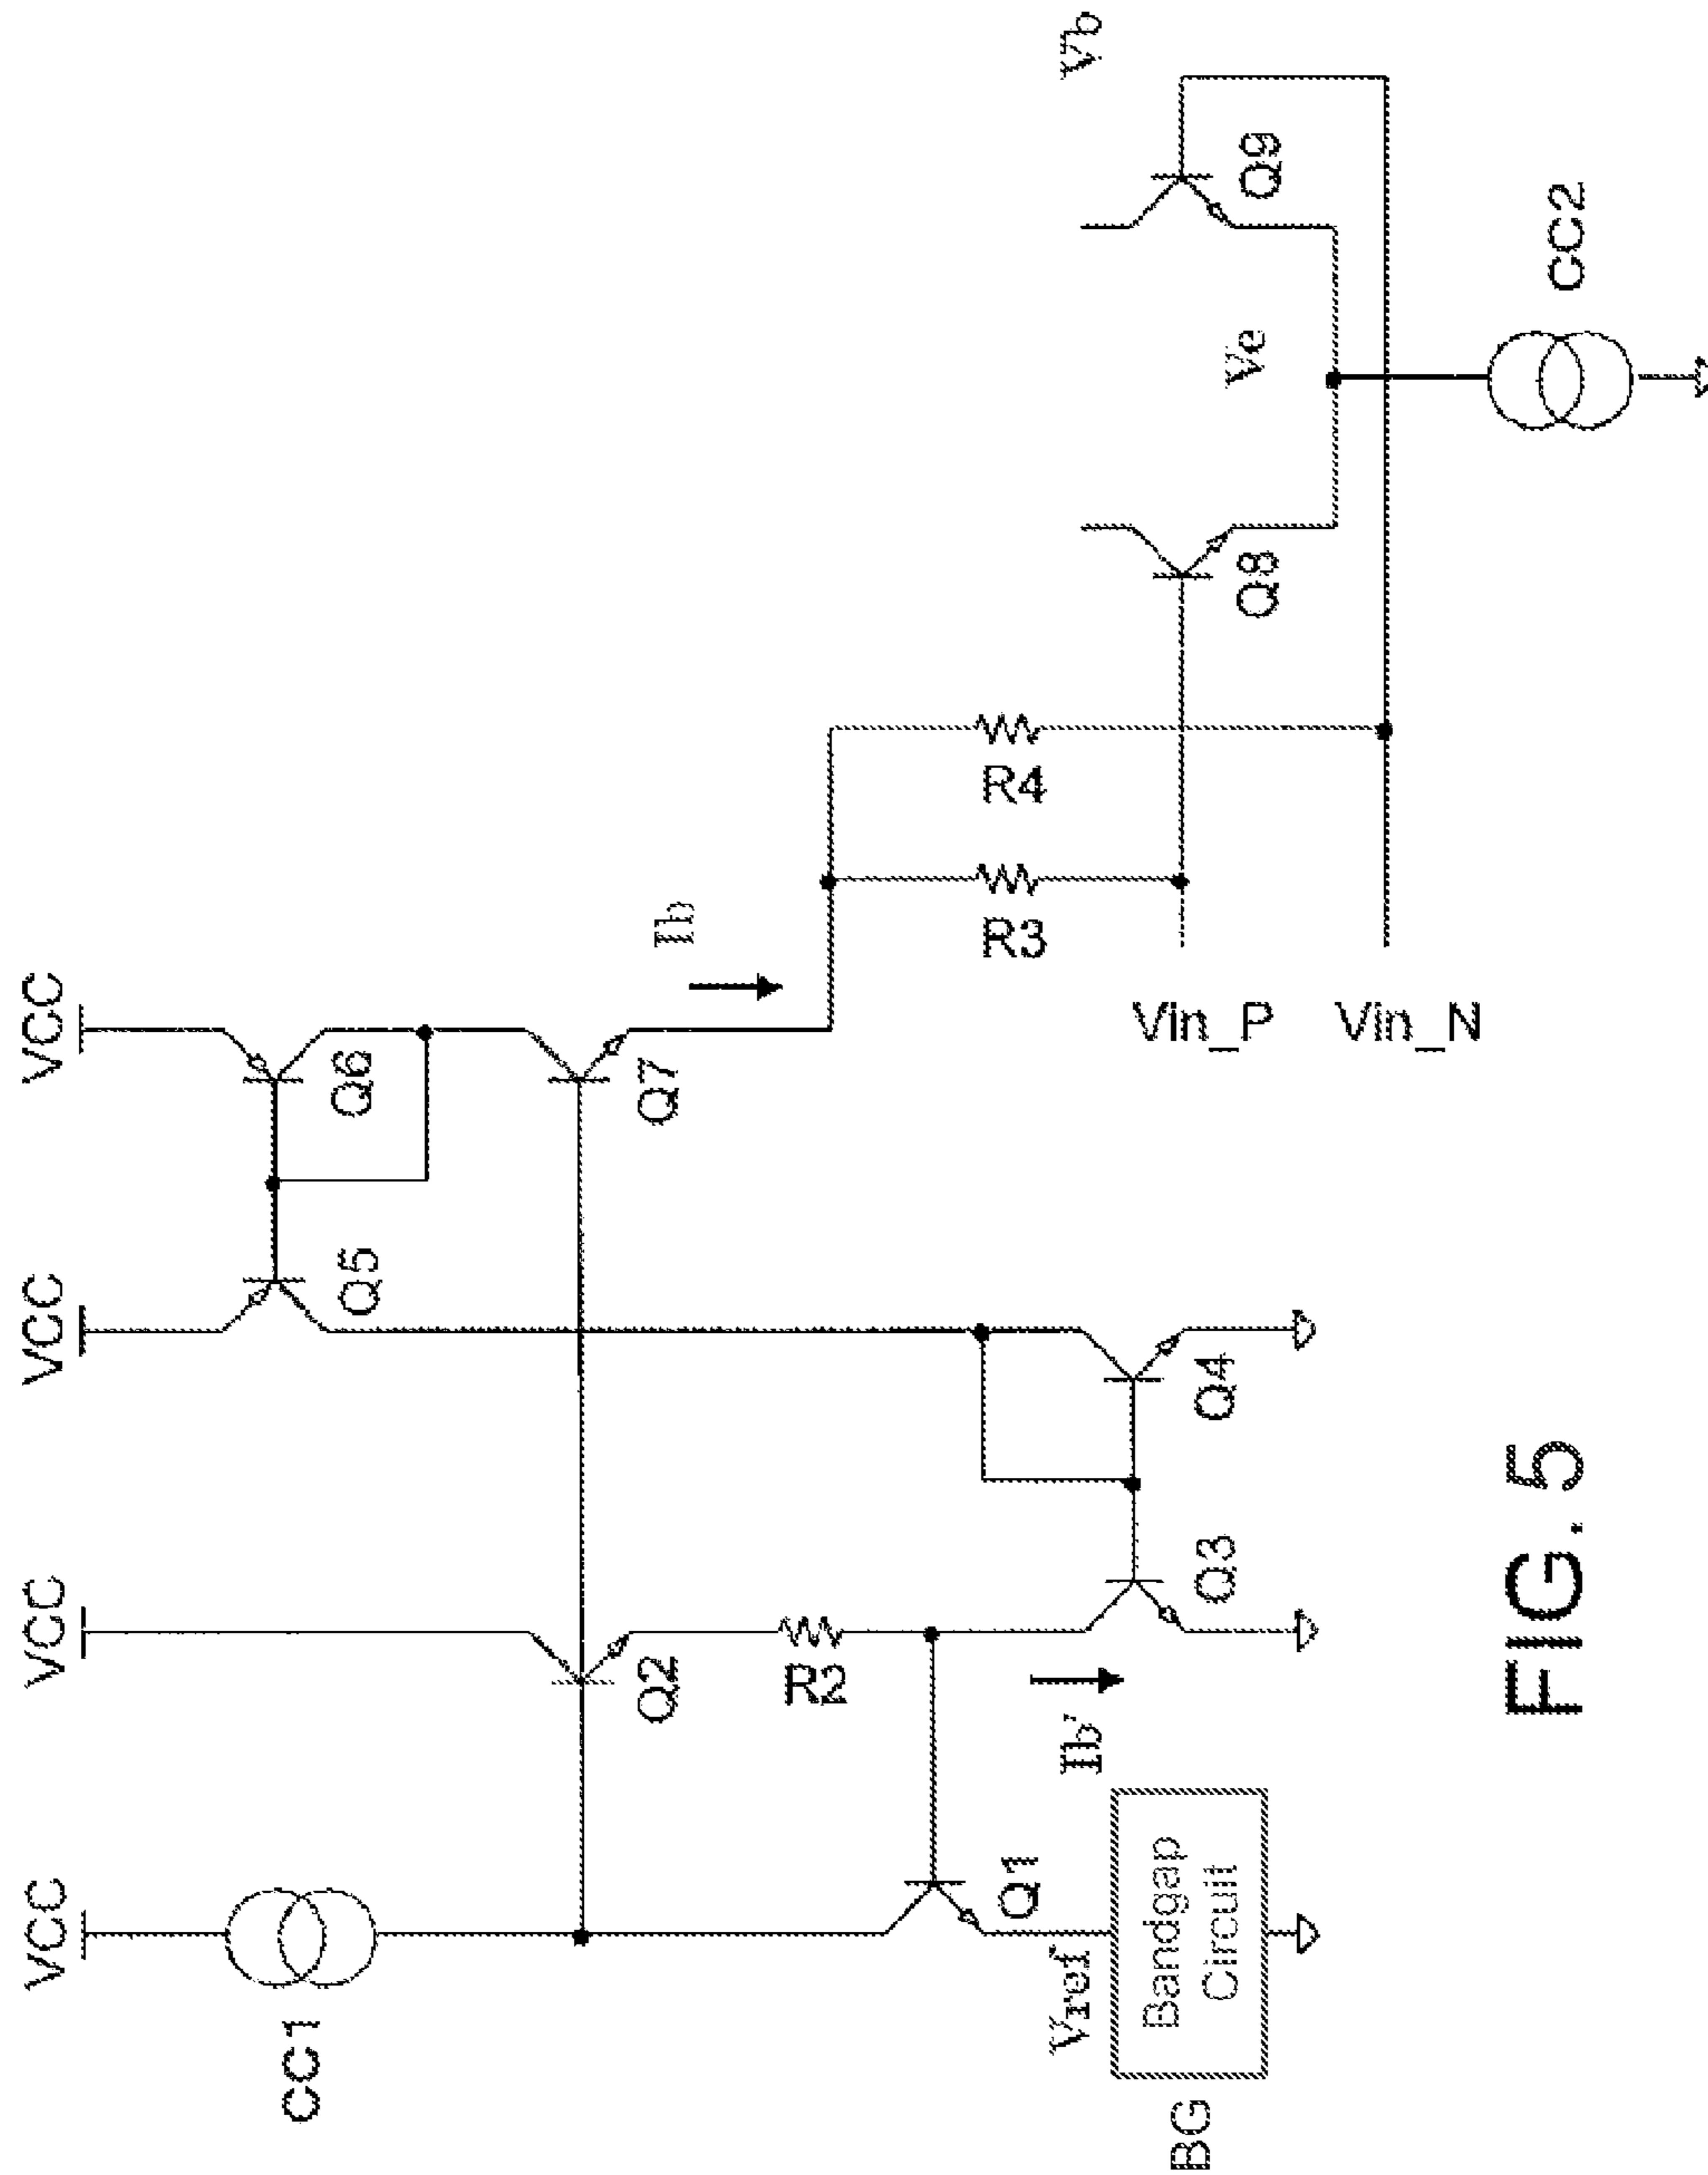 VCC
VCC
VCC
VCC
CC1
Q5
Q6
Q2
Q7
Ib
R2
R3
R4
Q1
Ib'
Q3
Q4
Vref
Bandgap
Circuit
BG
Vin_P
Vin_N
Q8
Q9
Ve
Vb
CC2
FIG. 5